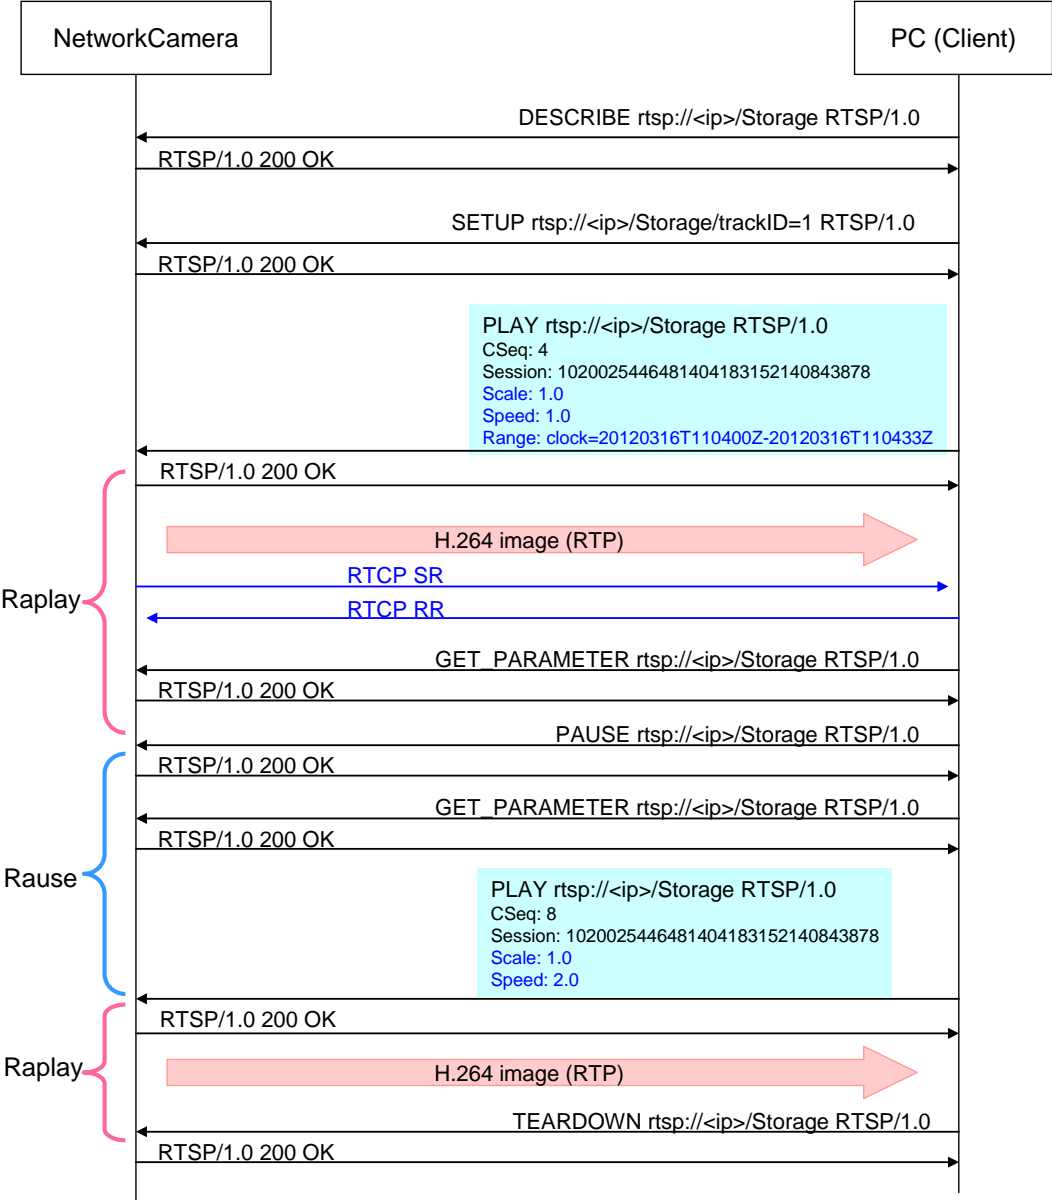 NetworkCamera
PC (Client)
DESCRIBE rtsp://<ip>/Storage RTSP/1.0
RTSP/1.0 200 OK
SETUP rtsp://<ip>/Storage/trackID=1 RTSP/1.0
RTSP/1.0 200 OK
PLAY rtsp://<ip>/Storage RTSP/1.0
CSeq: 4
Session: 1020025446481404183152140843878
Scale: 1.0
Speed: 1.0
Range: clock=20120316T110400Z-20120316T110433Z
RTSP/1.0 200 OK
H.264 image (RTP)
RTCP SR
Raplay
RTCP RR
GET_PARAMETER rtsp://<ip>/Storage RTSP/1.0
RTSP/1.0 200 OK
PAUSE rtsp://<ip>/Storage RTSP/1.0
RTSP/1.0 200 OK
GET_PARAMETER rtsp://<ip>/Storage RTSP/1.0
RTSP/1.0 200 OK
Rause
PLAY rtsp://<ip>/Storage RTSP/1.0
CSeq: 8
Session: 1020025446481404183152140843878
Scale: 1.0
Speed: 2.0
RTSP/1.0 200 OK
Raplay
H.264 image (RTP)
TEARDOWN rtsp://<ip>/Storage RTSP/1.0
RTSP/1.0 200 OK